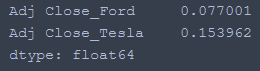 Adj Close_Ford     0.077001
Adj Close_Tesla    0.153962
dtype: float64